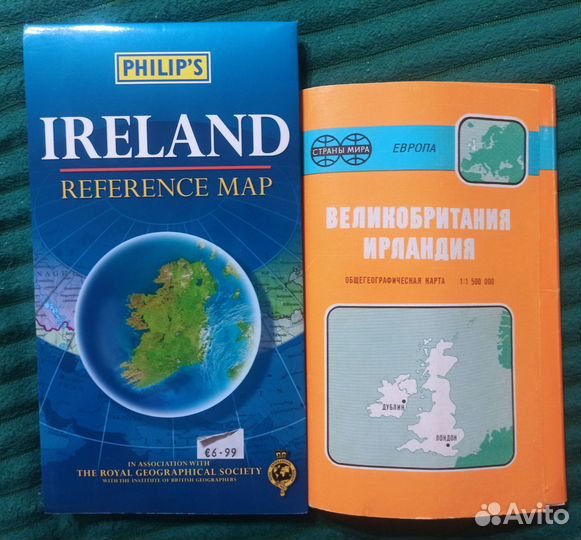 PHILIP'S
IRELAND
REFERENCE MAP
€6-99
IN ASSOCIATION WITH
THE ROYAL GEOGRAPHICAL SOCIETY
WITH THE INSTITUTE OF BRITISH GEOGRAPHERS
СТРАНЫ МИРА
ЕВРОПА
ВЕЛИКОБРИТАНИЯ
ИРЛАНДИЯ
ОБЩЕГЕОГРАФИЧЕСКАЯ КАРТА 1:1 500 000
ДУБЛИН
ЛОНДОН
Avito